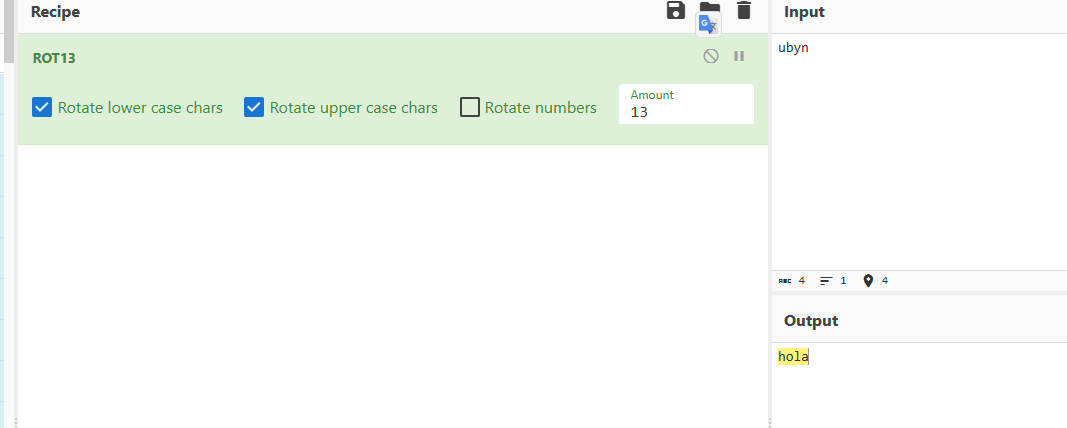 Recipe
ROT13
Rotate lower case chars
Rotate upper case chars
Rotate numbers
Amount
13
Input
ubyn
ABC 4 1 4
Output
hola